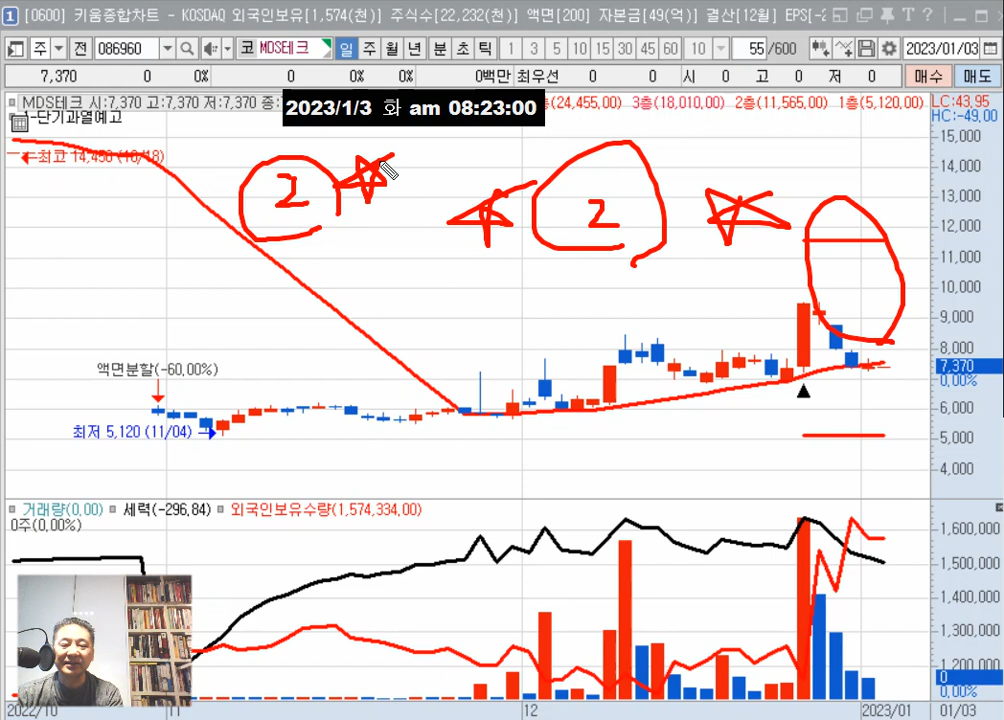 1 [0600] 키움종합차트 - KOSDAQ 외국인보유[1,574(천)] 주식수[22,232(천)] 액면[200] 자본금[49(억)] 결산[12월] EPS[-2
주 전 086960 코 MDS테크 일 주 월 년 분 초 틱 1 3 5 10 15 30 45 60 10 55 /600 2023/01/03
7,370 0 0% 0 0% 0% 0백만 최우선 0 0 시 0 고 0 저 0 매수 매도
MDS테크 시:7,370 고:7,370 저:7,370 종: (24,455.00) 3층(18,010.00) 2층(11,565.00) 1층(5,120.00) LC:43.95
2023/1/3 화 am 08:23:00
HC:-49.00
-단기과열예고
15,000
최고 14,450 (10/18)
14,000
2
13,000
2
12,000
11,000
10,000
9,000
8,000
7,370
액면분할(-60.00%)
0.00%
6,000
최저 5,120 (11/04)
5,000
4,000
거래량(0.00) 세력(-296.84) 외국인보유수량(1,574,334.00)
0주(0.00%)
1,600,000
1,500,000
1,400,000
1,300,000
1,200,000
0
0.00%
2022/10 11 12 2023/01 01/03